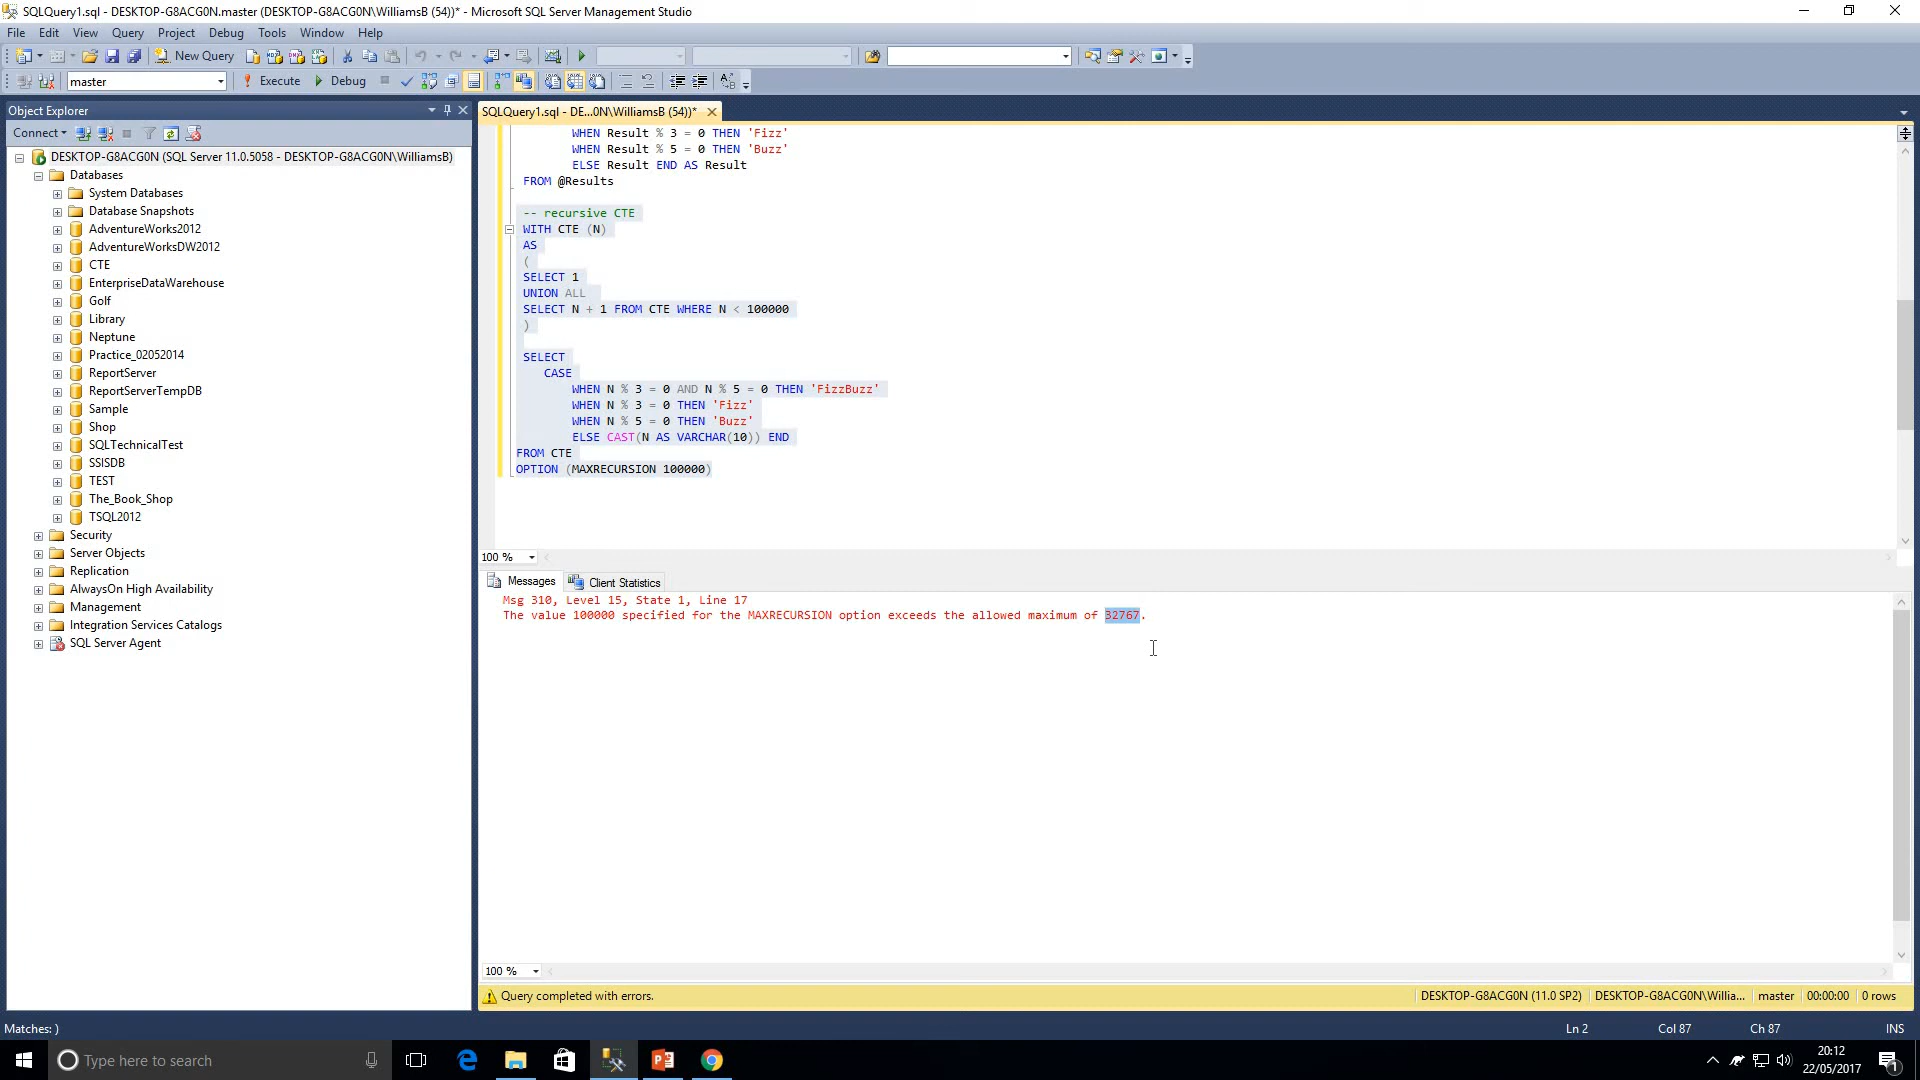 SQLQuery1.sql - DESKTOP-G8ACG0N.master (DESKTOP-G8ACG0N\WilliamsB (54))* - Microsoft SQL Server Management Studio
File Edit View Query Project Debug Tools Window Help
New Query
master Execute Debug
Object Explorer
Connect
DESKTOP-G8ACG0N (SQL Server 11.0.5058 - DESKTOP-G8ACG0N\WilliamsB)
Databases
System Databases
Database Snapshots
AdventureWorks2012
AdventureWorksDW2012
CTE
EnterpriseDataWarehouse
Golf
Library
Neptune
Practice_02052014
ReportServer
ReportServerTempDB
Sample
Shop
SQLTechnicalTest
SSISDB
TEST
The_Book_Shop
TSQL2012
Security
Server Objects
Replication
AlwaysOn High Availability
Management
Integration Services Catalogs
SQL Server Agent
SQLQuery1.sql - DE...0N\WilliamsB (54))*
WHEN Result % 3 = 0 THEN 'Fizz'
WHEN Result % 5 = 0 THEN 'Buzz'
ELSE Result END AS Result
FROM @Results
-- recursive CTE
WITH CTE (N)
AS
(
SELECT 1
UNION ALL
SELECT N + 1 FROM CTE WHERE N < 100000
)
SELECT
CASE
WHEN N % 3 = 0 AND N % 5 = 0 THEN 'FizzBuzz'
WHEN N % 3 = 0 THEN 'Fizz'
WHEN N % 5 = 0 THEN 'Buzz'
ELSE CAST(N AS VARCHAR(10)) END
FROM CTE
OPTION (MAXRECURSION 100000)
100 %
Messages Client Statistics
Msg 310, Level 15, State 1, Line 17
The value 100000 specified for the MAXRECURSION option exceeds the allowed maximum of 32767.
100 %
Query completed with errors. DESKTOP-G8ACG0N (11.0 SP2) DESKTOP-G8ACG0N\Willia... master 00:00:00 0 rows
Matches: ) Ln 2 Col 87 Ch 87 INS
Type here to search
20:12
22/05/2017
1